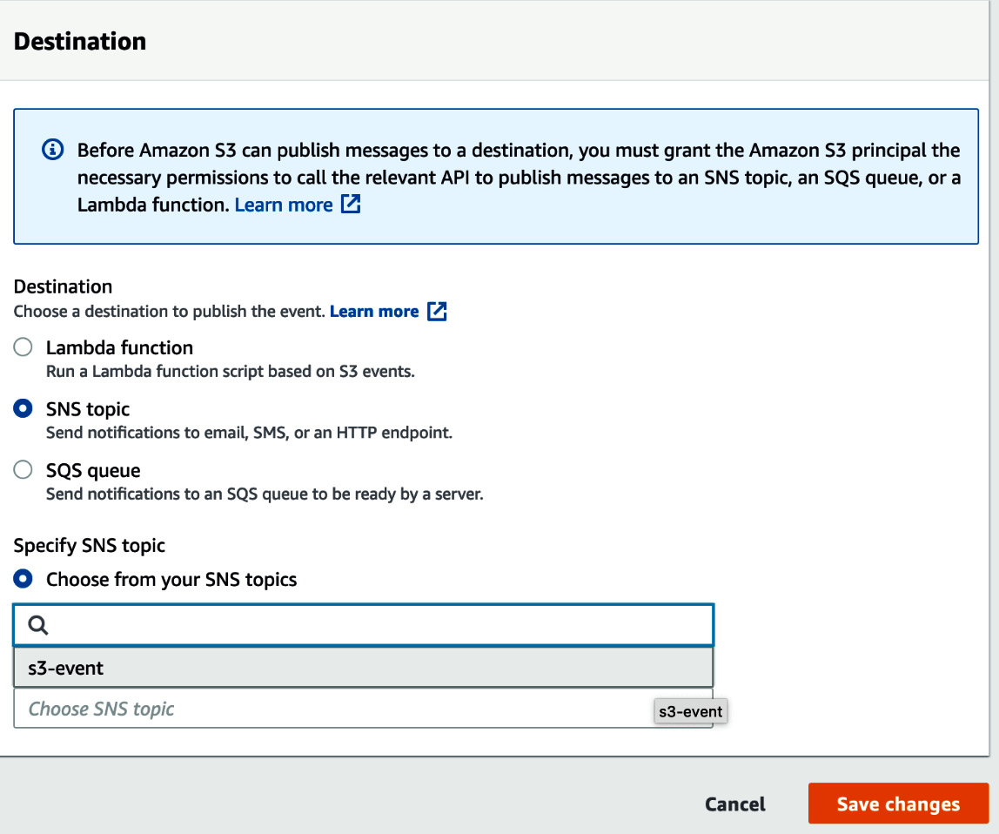 Destination
Before Amazon S3 can publish messages to a destination, you must grant the Amazon S3 principal the
necessary permissions to call the relevant API to publish messages to an SNS topic, an SQS queue, or a
Lambda function. Learn more
Destination
Choose a destination to publish the event. Learn more
Lambda function
Run a Lambda function script based on S3 events.
SNS topic
Send notifications to email, SMS, or an HTTP endpoint.
SQS queue
Send notifications to an SQS queue to be ready by a server.
Specify SNS topic
Choose from your SNS topics
s3-event
Choose SNS topic
s3-event
Cancel
Save changes